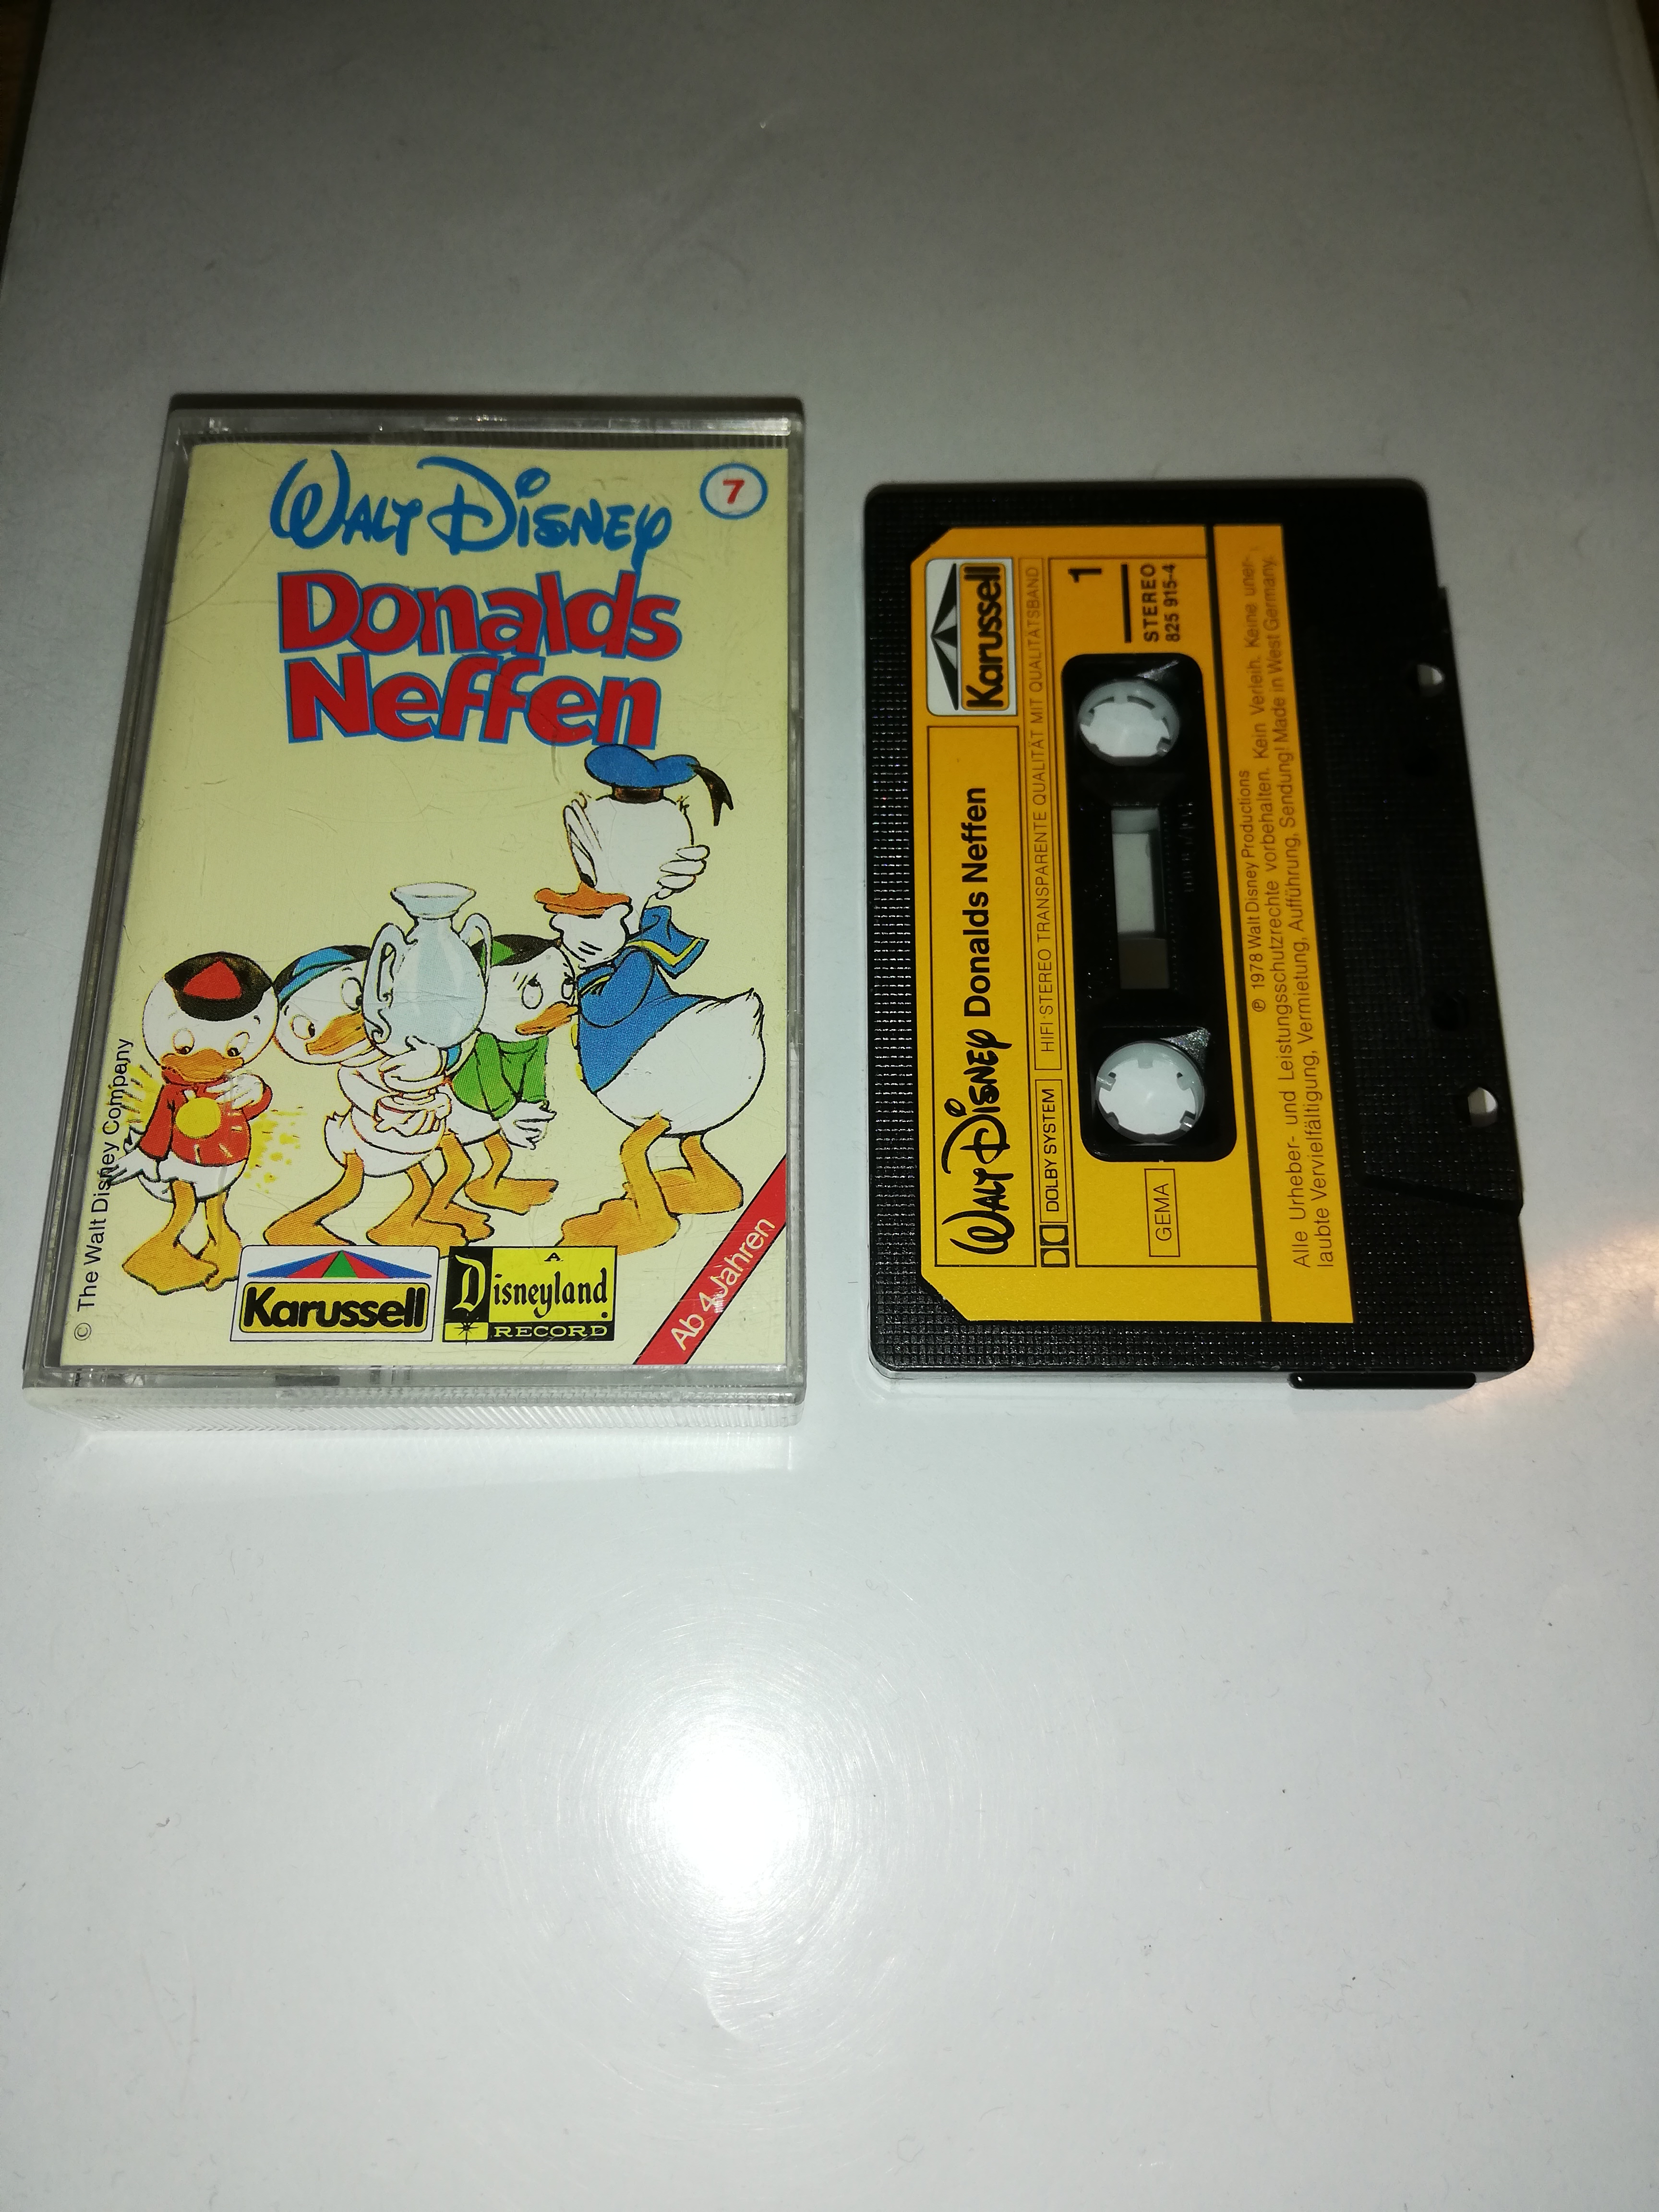 WALT DISNEY
7
Donalds
Neffen
© The Walt Disney Company
Karussell
A
Disneyland
RECORD
Ab 4 Jahren
Karussell
WALT DISNEY Donalds Neffen
DOLBY SYSTEM
HIFI-STEREO TRANSPARENTE QUALITÄT MIT QUALITÄTSBAND
1
STEREO
825 915-4
GEMA
℗ 1978 Walt Disney Productions
Alle Urheber- und Leistungsschutzrechte vorbehalten. Kein Verleih. Keine uner-
laubte Vervielfältigung, Vermietung, Aufführung, Sendung! Made in West Germany.